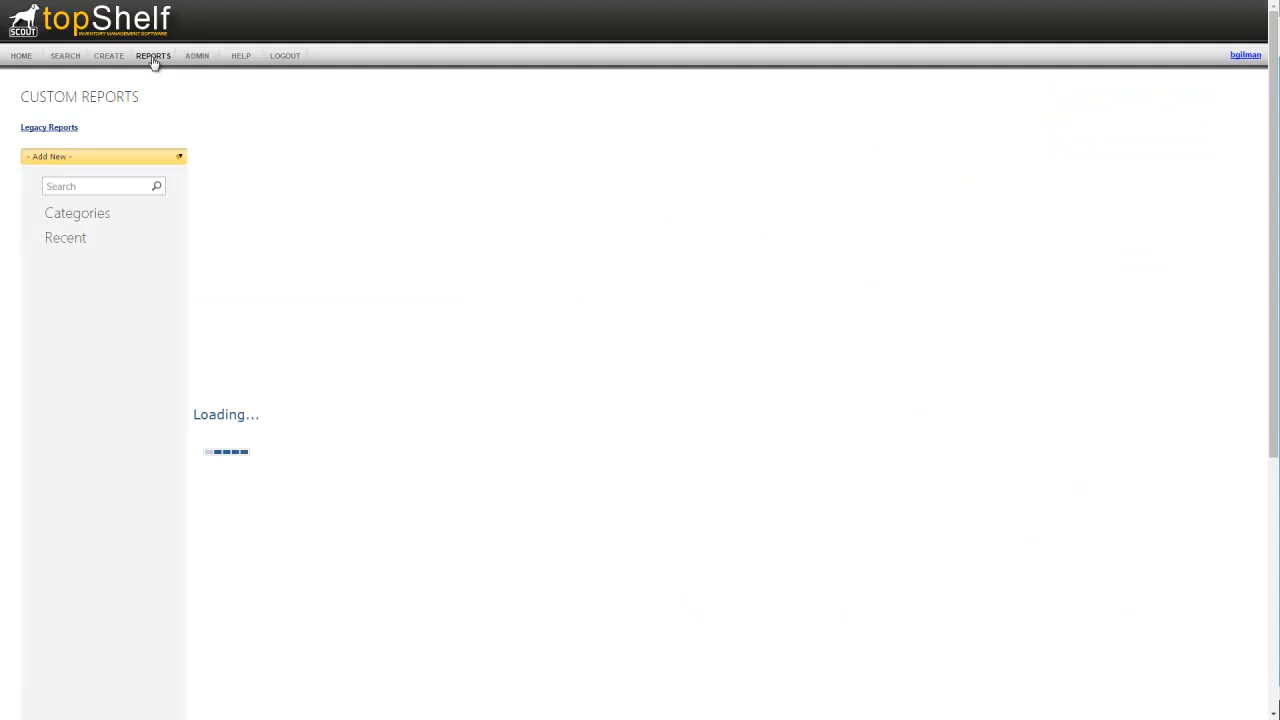 SCOUT topShelf
INVENTORY MANAGEMENT SOFTWARE
HOME SEARCH CREATE REPORTS ADMIN HELP LOGOUT bgilman
CUSTOM REPORTS
Legacy Reports
- Add New -
Search
Categories
Recent
Loading...